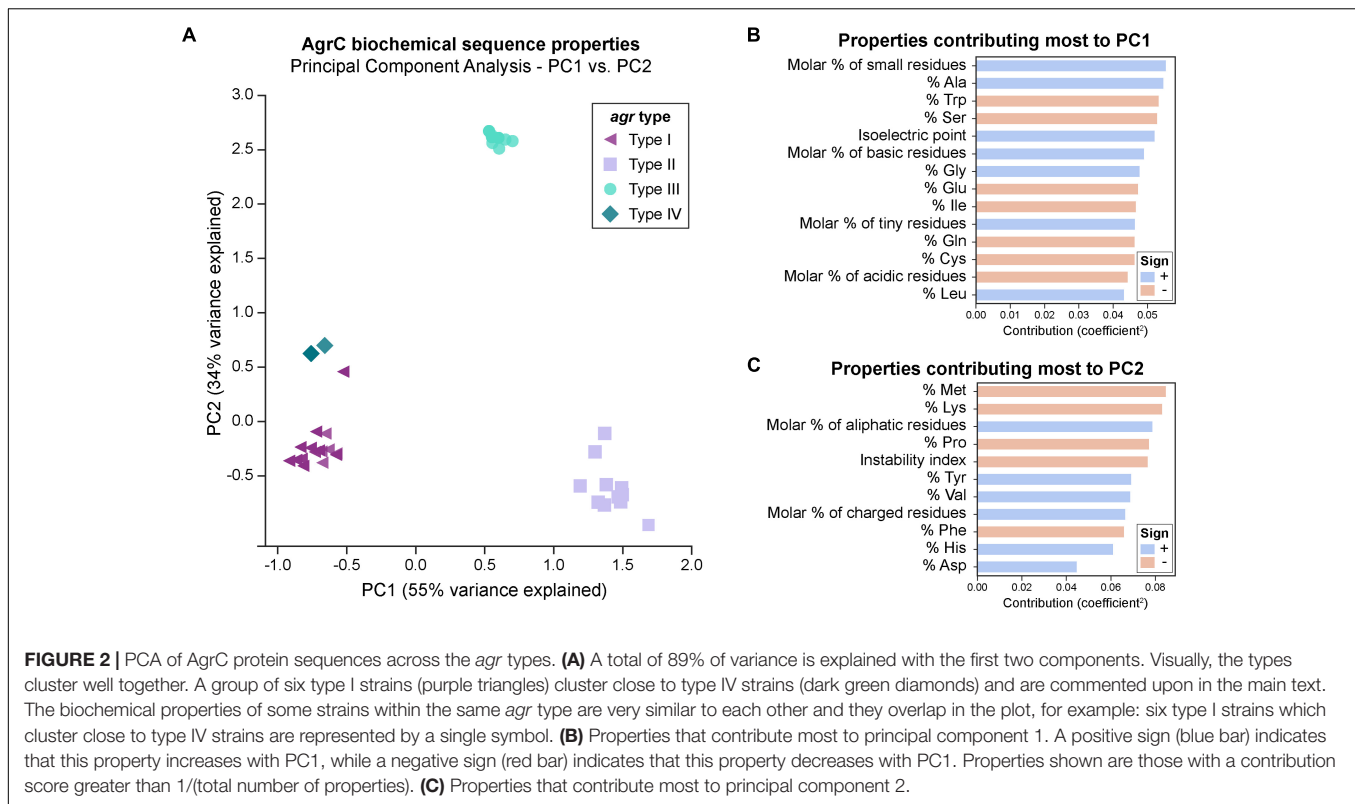 A
AgrC biochemical sequence properties
Principal Component Analysis - PC1 vs. PC2
3.0
2.5
2.0
1.5
1.0
0.5
0.0
-0.5
PC2 (34% variance explained)
-1.0
-0.5
0.0
0.5
1.0
1.5
2.0
PC1 (55% variance explained)
agr type
Type I
Type II
Type III
Type IV
B
Properties contributing most to PC1
Molar % of small residues
% Ala
% Trp
% Ser
Isoelectric point
Molar % of basic residues
% Gly
% Glu
% Ile
Molar % of tiny residues
% Gln
% Cys
Molar % of acidic residues
% Leu
Sign
+
-
0.00
0.01
0.02
0.03
0.04
0.05
Contribution (coefficient²)
C
Properties contributing most to PC2
% Met
% Lys
Molar % of aliphatic residues
% Pro
Instability index
% Tyr
% Val
Molar % of charged residues
% Phe
% His
% Asp
Sign
+
-
0.00
0.02
0.04
0.06
0.08
Contribution (coefficient²)
FIGURE 2 | PCA of AgrC protein sequences across the agr types. (A) A total of 89% of variance is explained with the first two components. Visually, the types
cluster well together. A group of six type I strains (purple triangles) cluster close to type IV strains (dark green diamonds) and are commented upon in the main text.
The biochemical properties of some strains within the same agr type are very similar to each other and they overlap in the plot, for example: six type I strains which
cluster close to type IV strains are represented by a single symbol. (B) Properties that contribute most to principal component 1. A positive sign (blue bar) indicates
that this property increases with PC1, while a negative sign (red bar) indicates that this property decreases with PC1. Properties shown are those with a contribution
score greater than 1/(total number of properties). (C) Properties that contribute most to principal component 2.